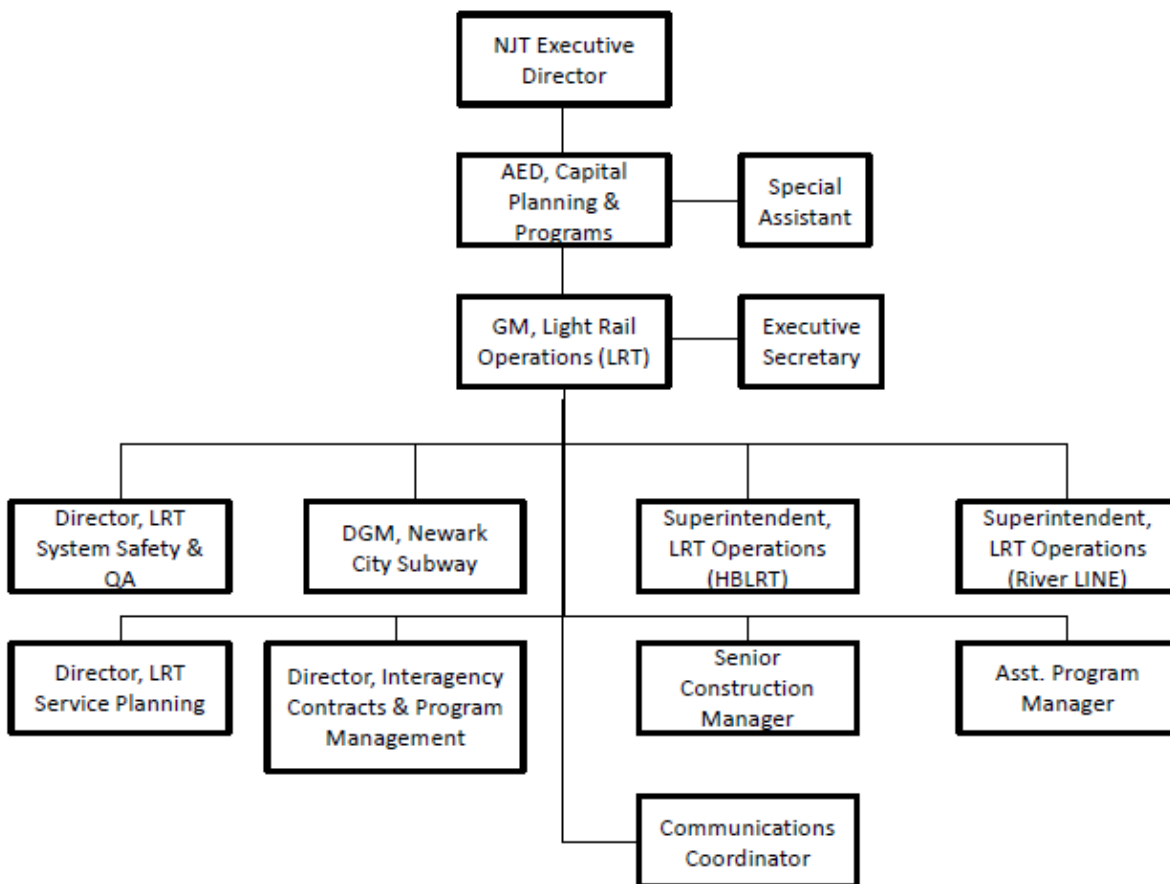 NJT Executive
Director
AED, Capital
Planning &
Programs
Special
Assistant
GM, Light Rail
Operations (LRT)
Executive
Secretary
Director, LRT
System Safety &
QA
DGM, Newark
City Subway
Superintendent,
LRT Operations
(HBLRT)
Superintendent,
LRT Operations
(River LINE)
Director, LRT
Service Planning
Director, Interagency
Contracts & Program
Management
Senior
Construction
Manager
Asst. Program
Manager
Communications
Coordinator